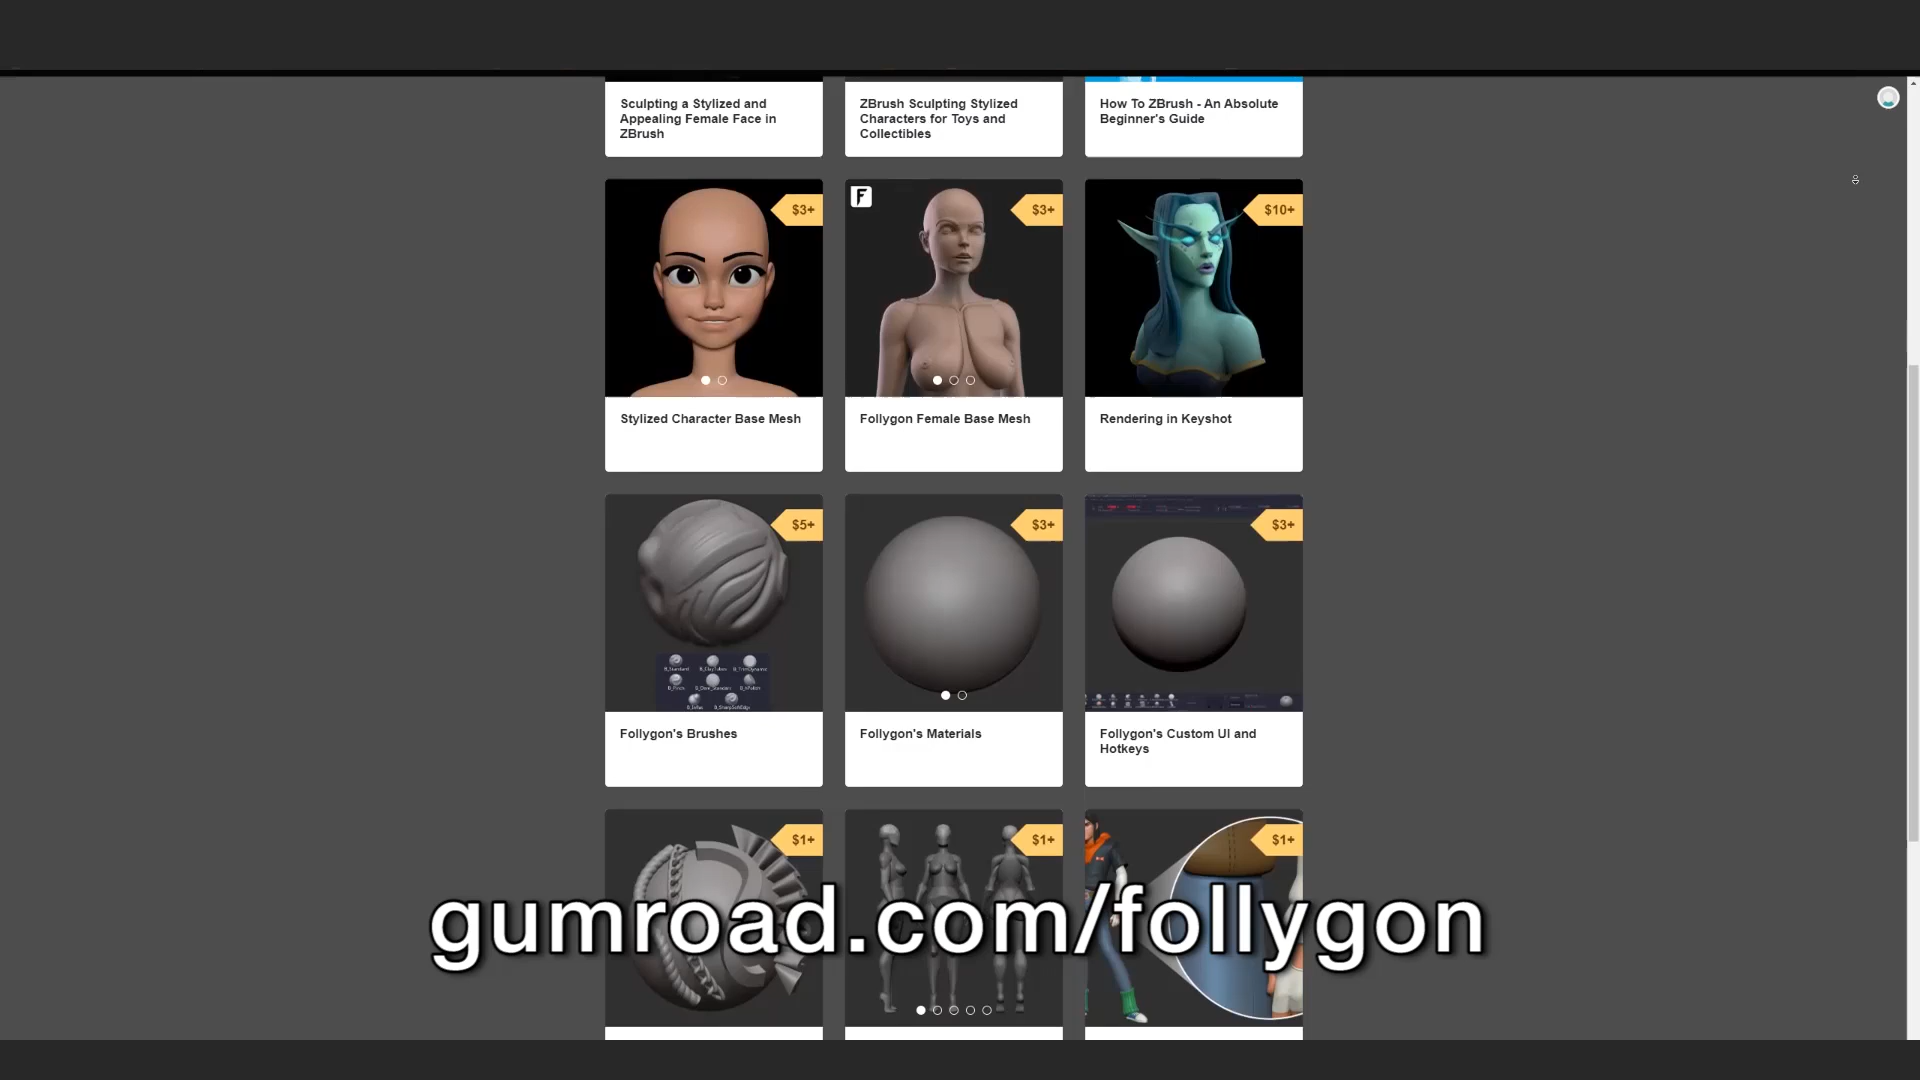 Sculpting a Stylized and
Appealing Female Face in
ZBrush
ZBrush Sculpting Stylized
Characters for Toys and
Collectibles
How To ZBrush - An Absolute
Beginner's Guide
$3+
F
$3+
$10+
Stylized Character Base Mesh
Follygon Female Base Mesh
Rendering in Keyshot
$5+
$3+
$3+
Follygon's Brushes
Follygon's Materials
Follygon's Custom UI and
Hotkeys
$1+
$1+
$1+
gumroad.com/follygon